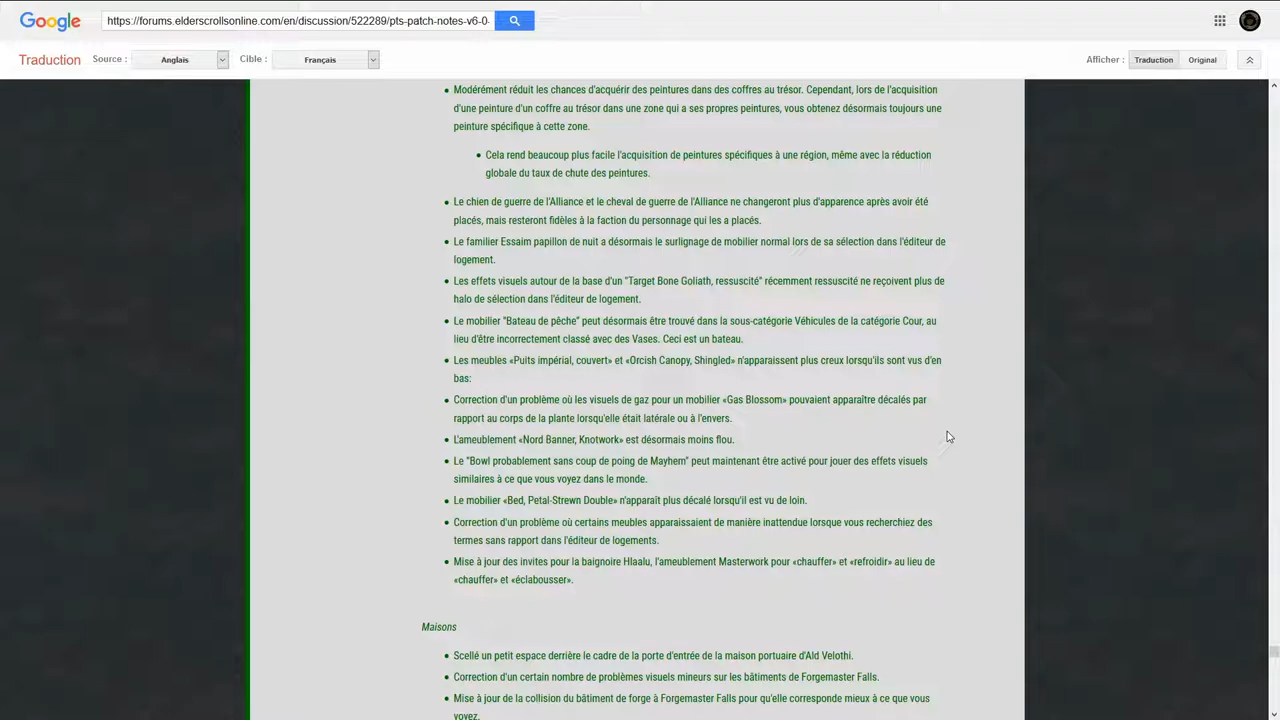 Google
https://forums.elderscrollsonline.com/en/discussion/522289/pts-patch-notes-v6-0-
Traduction Source : Anglais Cible : Français Afficher : Traduction Original
Modérément réduit les chances d'acquérir des peintures dans des coffres au trésor. Cependant, lors de l'acquisition
d'une peinture d'un coffre au trésor dans une zone qui a ses propres peintures, vous obtenez désormais toujours une
peinture spécifique à cette zone.
Cela rend beaucoup plus facile l'acquisition de peintures spécifiques à une région, même avec la réduction
globale du taux de chute des peintures.
Le chien de guerre de l'Alliance et le cheval de guerre de l'Alliance ne changeront plus d'apparence après avoir été
placés, mais resteront fidèles à la faction du personnage qui les a placés.
Le familier Essaim papillon de nuit a désormais le surlignage de mobilier normal lors de sa sélection dans l'éditeur de
logement.
Les effets visuels autour de la base d'un "Target Bone Goliath, ressuscité" récemment ressuscité ne reçoivent plus de
halo de sélection dans l'éditeur de logement.
Le mobilier "Bateau de pêche" peut désormais être trouvé dans la sous-catégorie Véhicules de la catégorie Cour, au
lieu d'être incorrectement classé avec des Vases. Ceci est un bateau.
Les meubles «Puits impérial, couvert» et «Orcish Canopy, Shingled» n'apparaissent plus creux lorsqu'ils sont vus d'en
bas:
Correction d'un problème où les visuels de gaz pour un mobilier «Gas Blossom» pouvaient apparaître décalés par
rapport au corps de la plante lorsqu'elle était latérale ou à l'envers.
L'ameublement «Nord Banner, Knotwork» est désormais moins flou.
Le "Bowl probablement sans coup de poing de Mayhem" peut maintenant être activé pour jouer des effets visuels
similaires à ce que vous voyez dans le monde.
Le mobilier «Bed, Petal-Strewn Double» n'apparaît plus décalé lorsqu'il est vu de loin.
Correction d'un problème où certains meubles apparaissaient de manière inattendue lorsque vous recherchiez des
termes sans rapport dans l'éditeur de logements.
Mise à jour des invites pour la baignoire Hlaalu, l'ameublement Masterwork pour «chauffer» et «refroidir» au lieu de
«chauffer» et «éclabousser».
Maisons
Scellé un petit espace derrière le cadre de la porte d'entrée de la maison portuaire d'Ald Velothi.
Correction d'un certain nombre de problèmes visuels mineurs sur les bâtiments de Forgemaster Falls.
Mise à jour de la collision du bâtiment de forge à Forgemaster Falls pour qu'elle corresponde mieux à ce que vous
voyez.